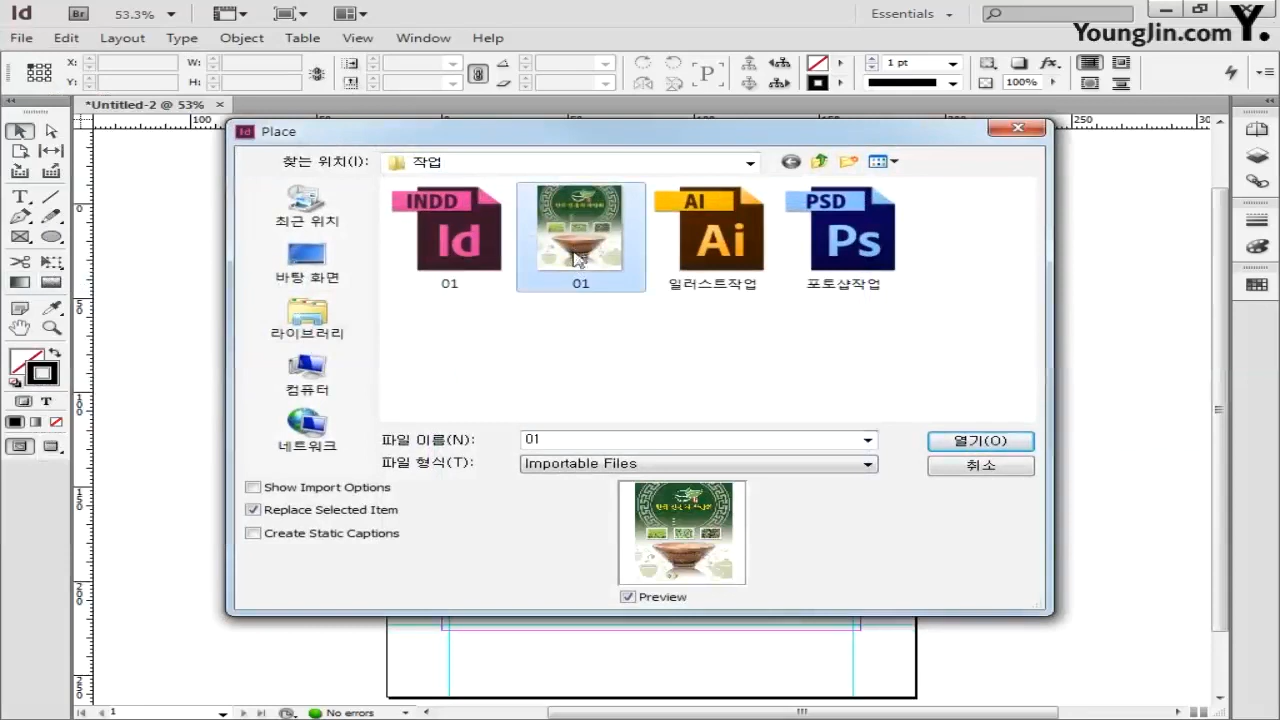 Id Br 53.3% Essentials
YoungJin.com Y.
File Edit Layout Type Object Table View Window Help
X: W: 1 pt
Y: H: P 100%
*Untitled-2 @ 53% ×
100 250
Id Place
찾는 위치(I): 작업
최근 위치
바탕 화면
라이브러리
컴퓨터
네트워크
INDD Id
01
01
AI Ai
일러스트작업
PSD Ps
포토샵작업
파일 이름(N): 01 열기(O)
파일 형식(T): Importable Files 취소
Show Import Options
Replace Selected Item
Create Static Captions
Preview
1 No errors